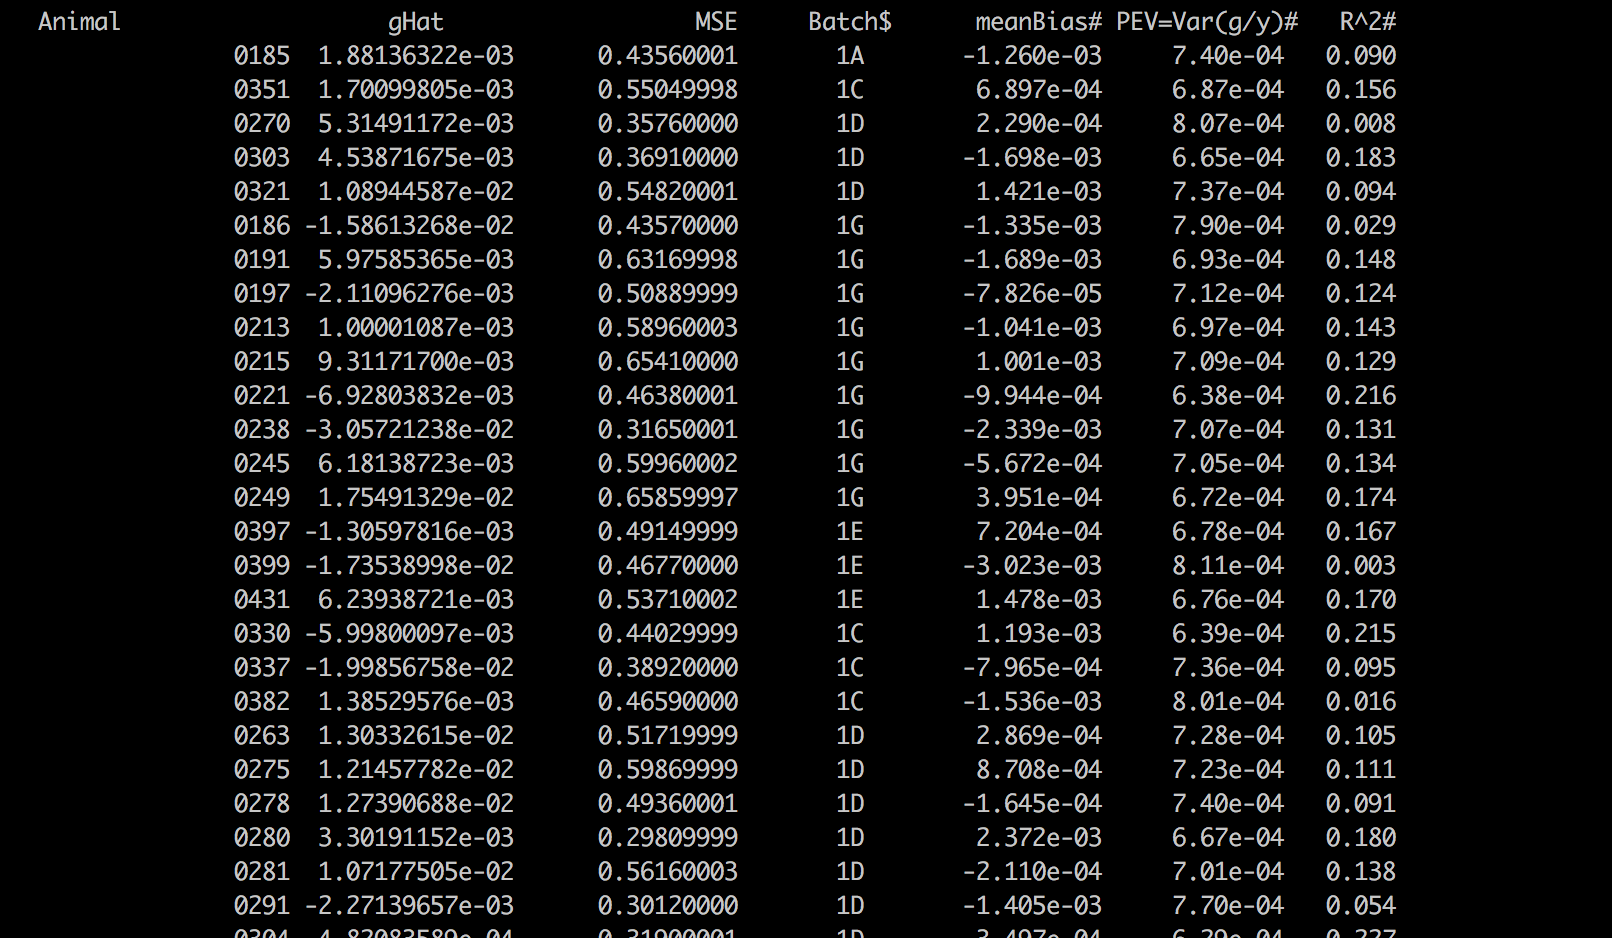 Animal gHat MSE Batch$ meanBias# PEV=Var(g/y)# R^2#
0185 1.88136322e-03 0.43560001 1A -1.260e-03 7.40e-04 0.090
0351 1.70099805e-03 0.55049998 1C 6.897e-04 6.87e-04 0.156
0270 5.31491172e-03 0.35760000 1D 2.290e-04 8.07e-04 0.008
0303 4.53871675e-03 0.36910000 1D -1.698e-03 6.65e-04 0.183
0321 1.08944587e-02 0.54820001 1D 1.421e-03 7.37e-04 0.094
0186 -1.58613268e-02 0.43570000 1G -1.335e-03 7.90e-04 0.029
0191 5.97585365e-03 0.63169998 1G -1.689e-03 6.93e-04 0.148
0197 -2.11096276e-03 0.50889999 1G -7.826e-05 7.12e-04 0.124
0213 1.00001087e-03 0.58960003 1G -1.041e-03 6.97e-04 0.143
0215 9.31171700e-03 0.65410000 1G 1.001e-03 7.09e-04 0.129
0221 -6.92803832e-03 0.46380001 1G -9.944e-04 6.38e-04 0.216
0238 -3.05721238e-02 0.31650001 1G -2.339e-03 7.07e-04 0.131
0245 6.18138723e-03 0.59960002 1G -5.672e-04 7.05e-04 0.134
0249 1.75491329e-02 0.65859997 1G 3.951e-04 6.72e-04 0.174
0397 -1.30597816e-03 0.49149999 1E 7.204e-04 6.78e-04 0.167
0399 -1.73538998e-02 0.46770000 1E -3.023e-03 8.11e-04 0.003
0431 6.23938721e-03 0.53710002 1E 1.478e-03 6.76e-04 0.170
0330 -5.99800097e-03 0.44029999 1C 1.193e-03 6.39e-04 0.215
0337 -1.99856758e-02 0.38920000 1C -7.965e-04 7.36e-04 0.095
0382 1.38529576e-03 0.46590000 1C -1.536e-03 8.01e-04 0.016
0263 1.30332615e-02 0.51719999 1D 2.869e-04 7.28e-04 0.105
0275 1.21457782e-02 0.59869999 1D 8.708e-04 7.23e-04 0.111
0278 1.27390688e-02 0.49360001 1D -1.645e-04 7.40e-04 0.091
0280 3.30191152e-03 0.29809999 1D 2.372e-03 6.67e-04 0.180
0281 1.07177505e-02 0.56160003 1D -2.110e-04 7.01e-04 0.138
0291 -2.27139657e-03 0.30120000 1D -1.405e-03 7.70e-04 0.054